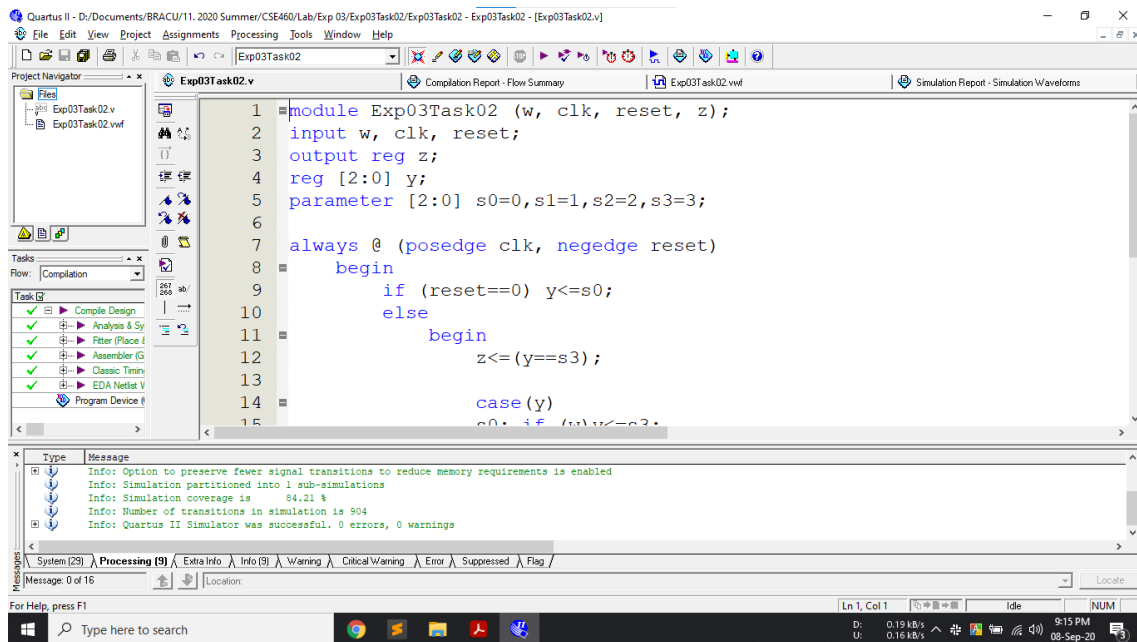 Quartus II - D:/Documents/BRACU/11. 2020 Summer/CSE460/Lab/Exp 03/Exp03Task02/Exp03Task02 - Exp03Task02 - [Exp03Task02.v]
File Edit View Project Assignments Processing Tools Window Help
Exp03Task02
Project Navigator
Files
Exp03Task02.v
Exp03Task02.vwf
Exp03Task02.v
Compilation Report - Flow Summary
Exp03Task02.vwf
Simulation Report - Simulation Waveforms
1 module Exp03Task02 (w, clk, reset, z);
2 input w, clk, reset;
3 output reg z;
4 reg [2:0] y;
5 parameter [2:0] s0=0,s1=1,s2=2,s3=3;
6
7 always @ (posedge clk, negedge reset)
8 begin
9 if (reset==0) y<=s0;
10 else
11 begin
12 z<=(y==s3);
13
14 case(y)
15
267
268 ab/
Tasks
Flow: Compilation
Task
Compile Design
Analysis & Sy
Fitter (Place &
Assembler (G
Classic Timin
EDA Netlist W
Program Device (
Type Message
Info: Option to preserve fewer signal transitions to reduce memory requirements is enabled
Info: Simulation partitioned into 1 sub-simulations
Info: Simulation coverage is 84.21 %
Info: Number of transitions in simulation is 904
Info: Quartus II Simulator was successful. 0 errors, 0 warnings
System (29) Processing (9) Extra Info Info (9) Warning Critical Warning Error Suppressed Flag
Messages
Message: 0 of 16
Location:
Locate
For Help, press F1
Ln 1, Col 1
Idle
NUM
Type here to search
D: 0.19 kB/s
U: 0.16 kB/s
9:15 PM
08-Sep-20
3